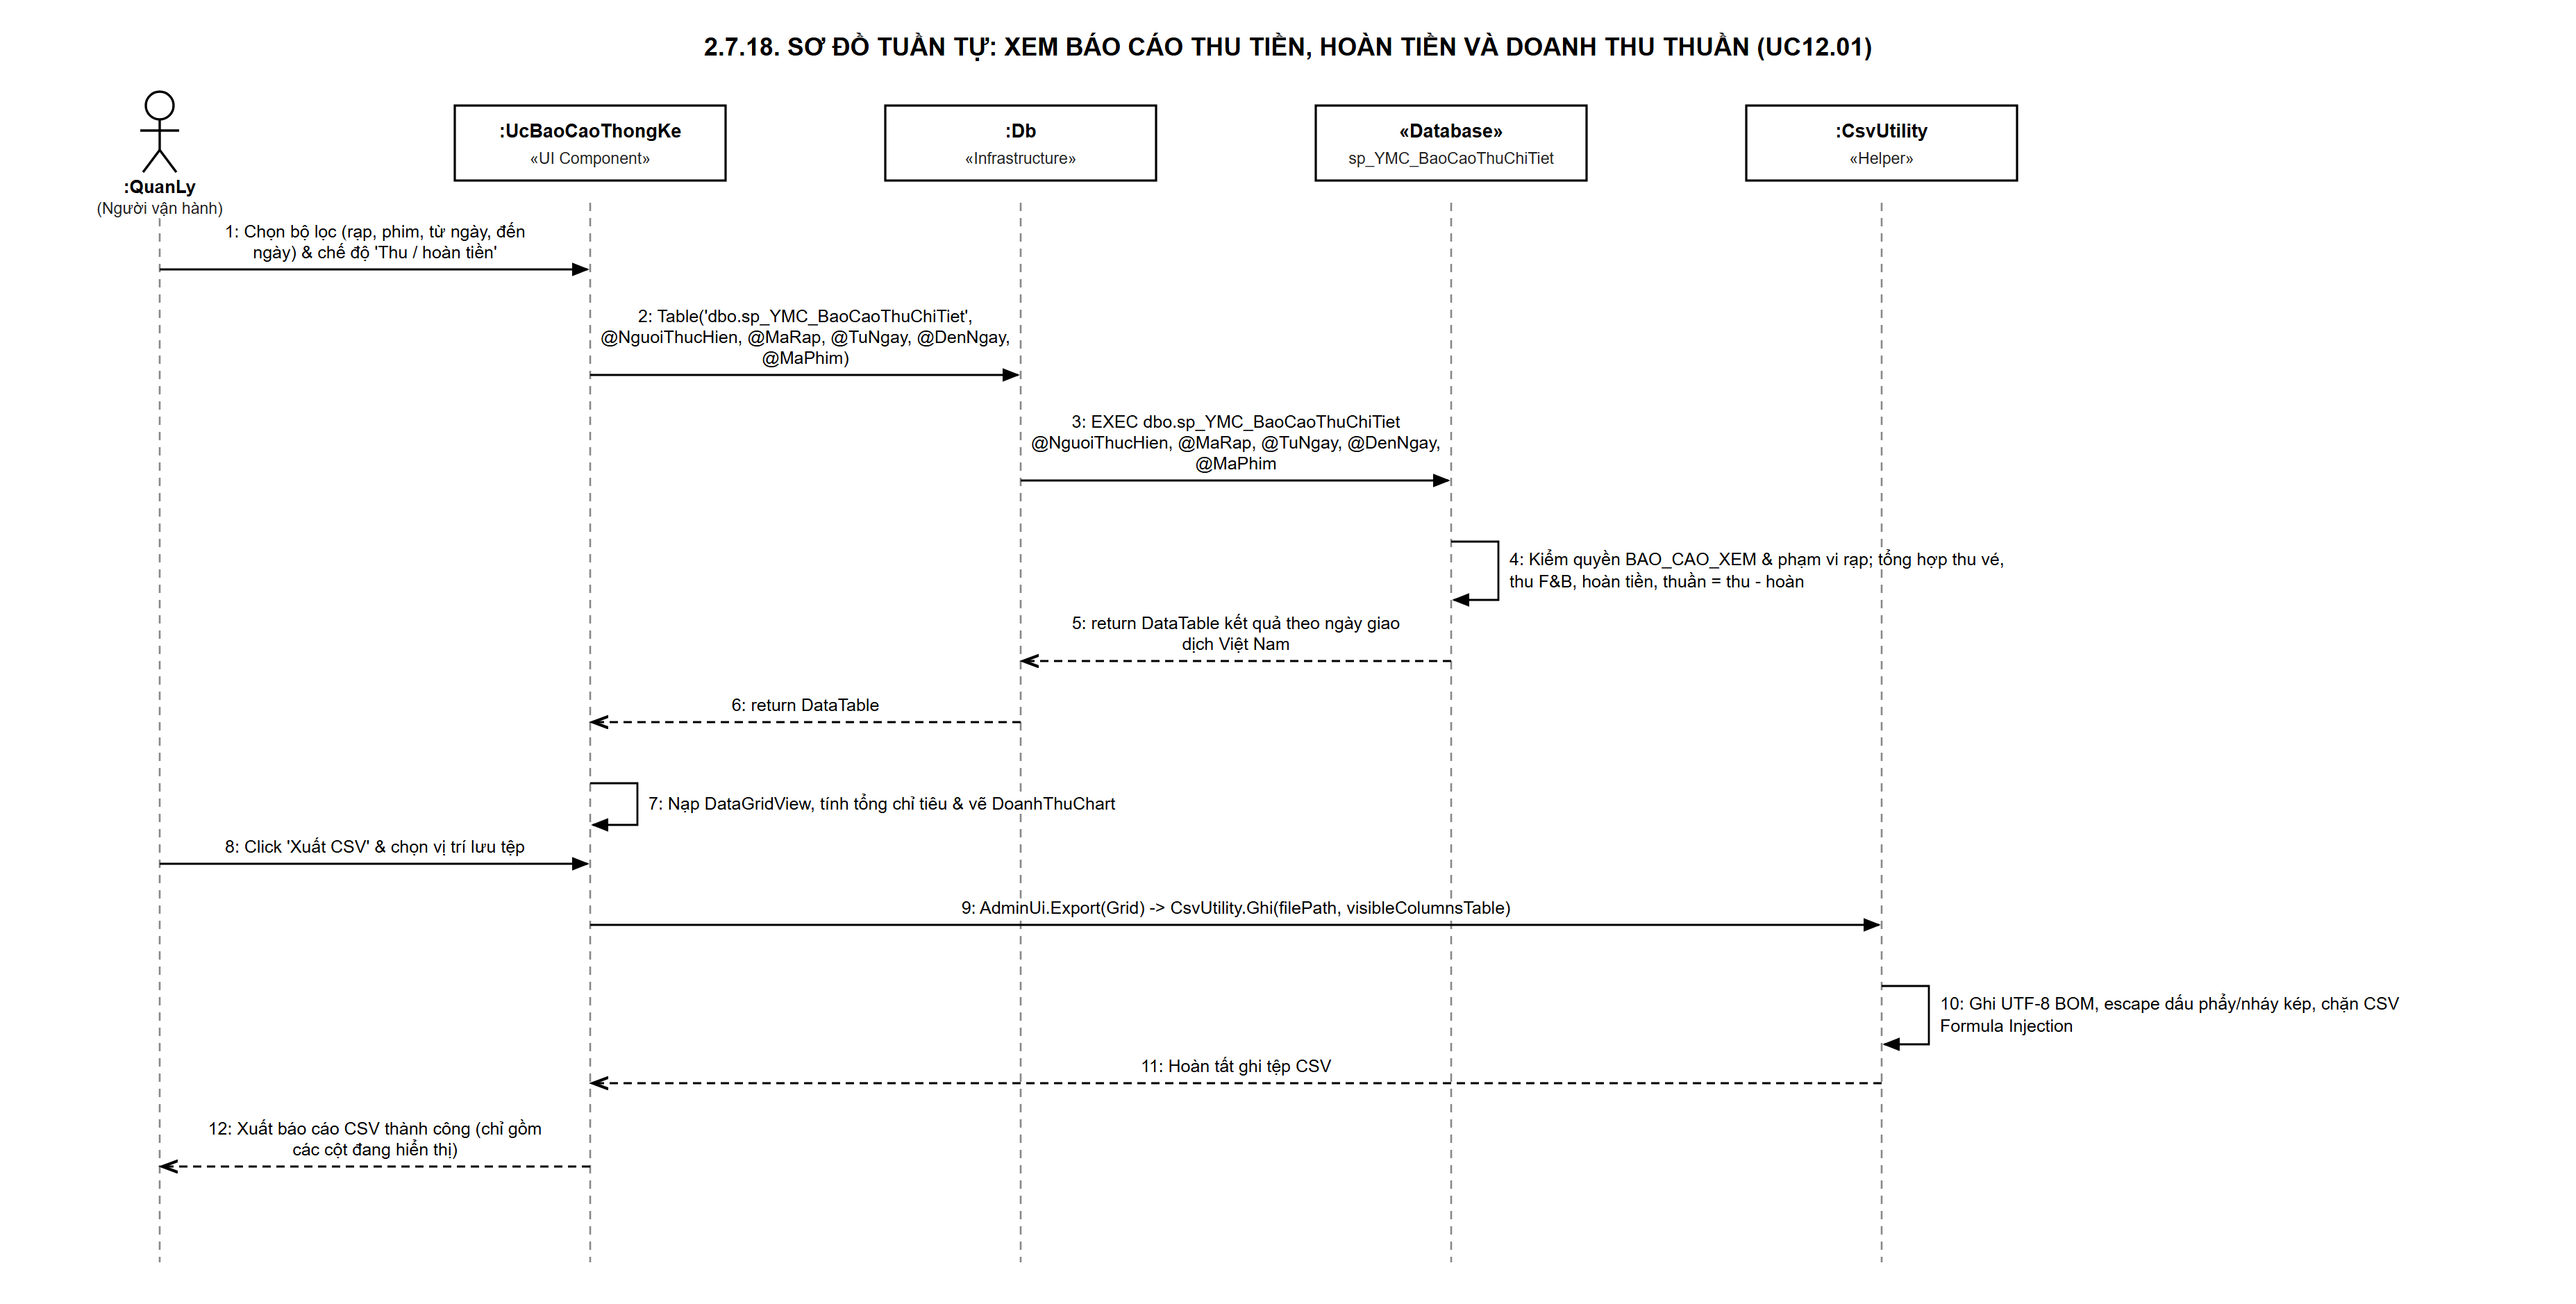 2.7.18. SƠ ĐỒ TUẦN TỰ: XEM BÁO CÁO THU TIỀN, HOÀN TIỀN VÀ DOANH THU THUẦN (UC12.01)
:QuanLy
(Người vận hành)
:UcBaoCaoThongKe
«UI Component»
:Db
«Infrastructure»
«Database»
sp_YMC_BaoCaoThuChiTiet
:CsvUtility
«Helper»
1: Chọn bộ lọc (rạp, phim, từ ngày, đến
ngày) & chế độ 'Thu / hoàn tiền'
2: Table('dbo.sp_YMC_BaoCaoThuChiTiet',
@NguoiThucHien, @MaRap, @TuNgay, @DenNgay,
@MaPhim)
3: EXEC dbo.sp_YMC_BaoCaoThuChiTiet
@NguoiThucHien, @MaRap, @TuNgay, @DenNgay,
@MaPhim
4: Kiểm quyền BAO_CAO_XEM & phạm vi rạp; tổng hợp thu vé,
thu F&B, hoàn tiền, thuần = thu - hoàn
5: return DataTable kết quả theo ngày giao
dịch Việt Nam
6: return DataTable
7: Nạp DataGridView, tính tổng chỉ tiêu & vẽ DoanhThuChart
8: Click 'Xuất CSV' & chọn vị trí lưu tệp
9: AdminUi.Export(Grid) -> CsvUtility.Ghi(filePath, visibleColumnsTable)
10: Ghi UTF-8 BOM, escape dấu phẩy/nháy kép, chặn CSV
Formula Injection
11: Hoàn tất ghi tệp CSV
12: Xuất báo cáo CSV thành công (chỉ gồm
các cột đang hiển thị)